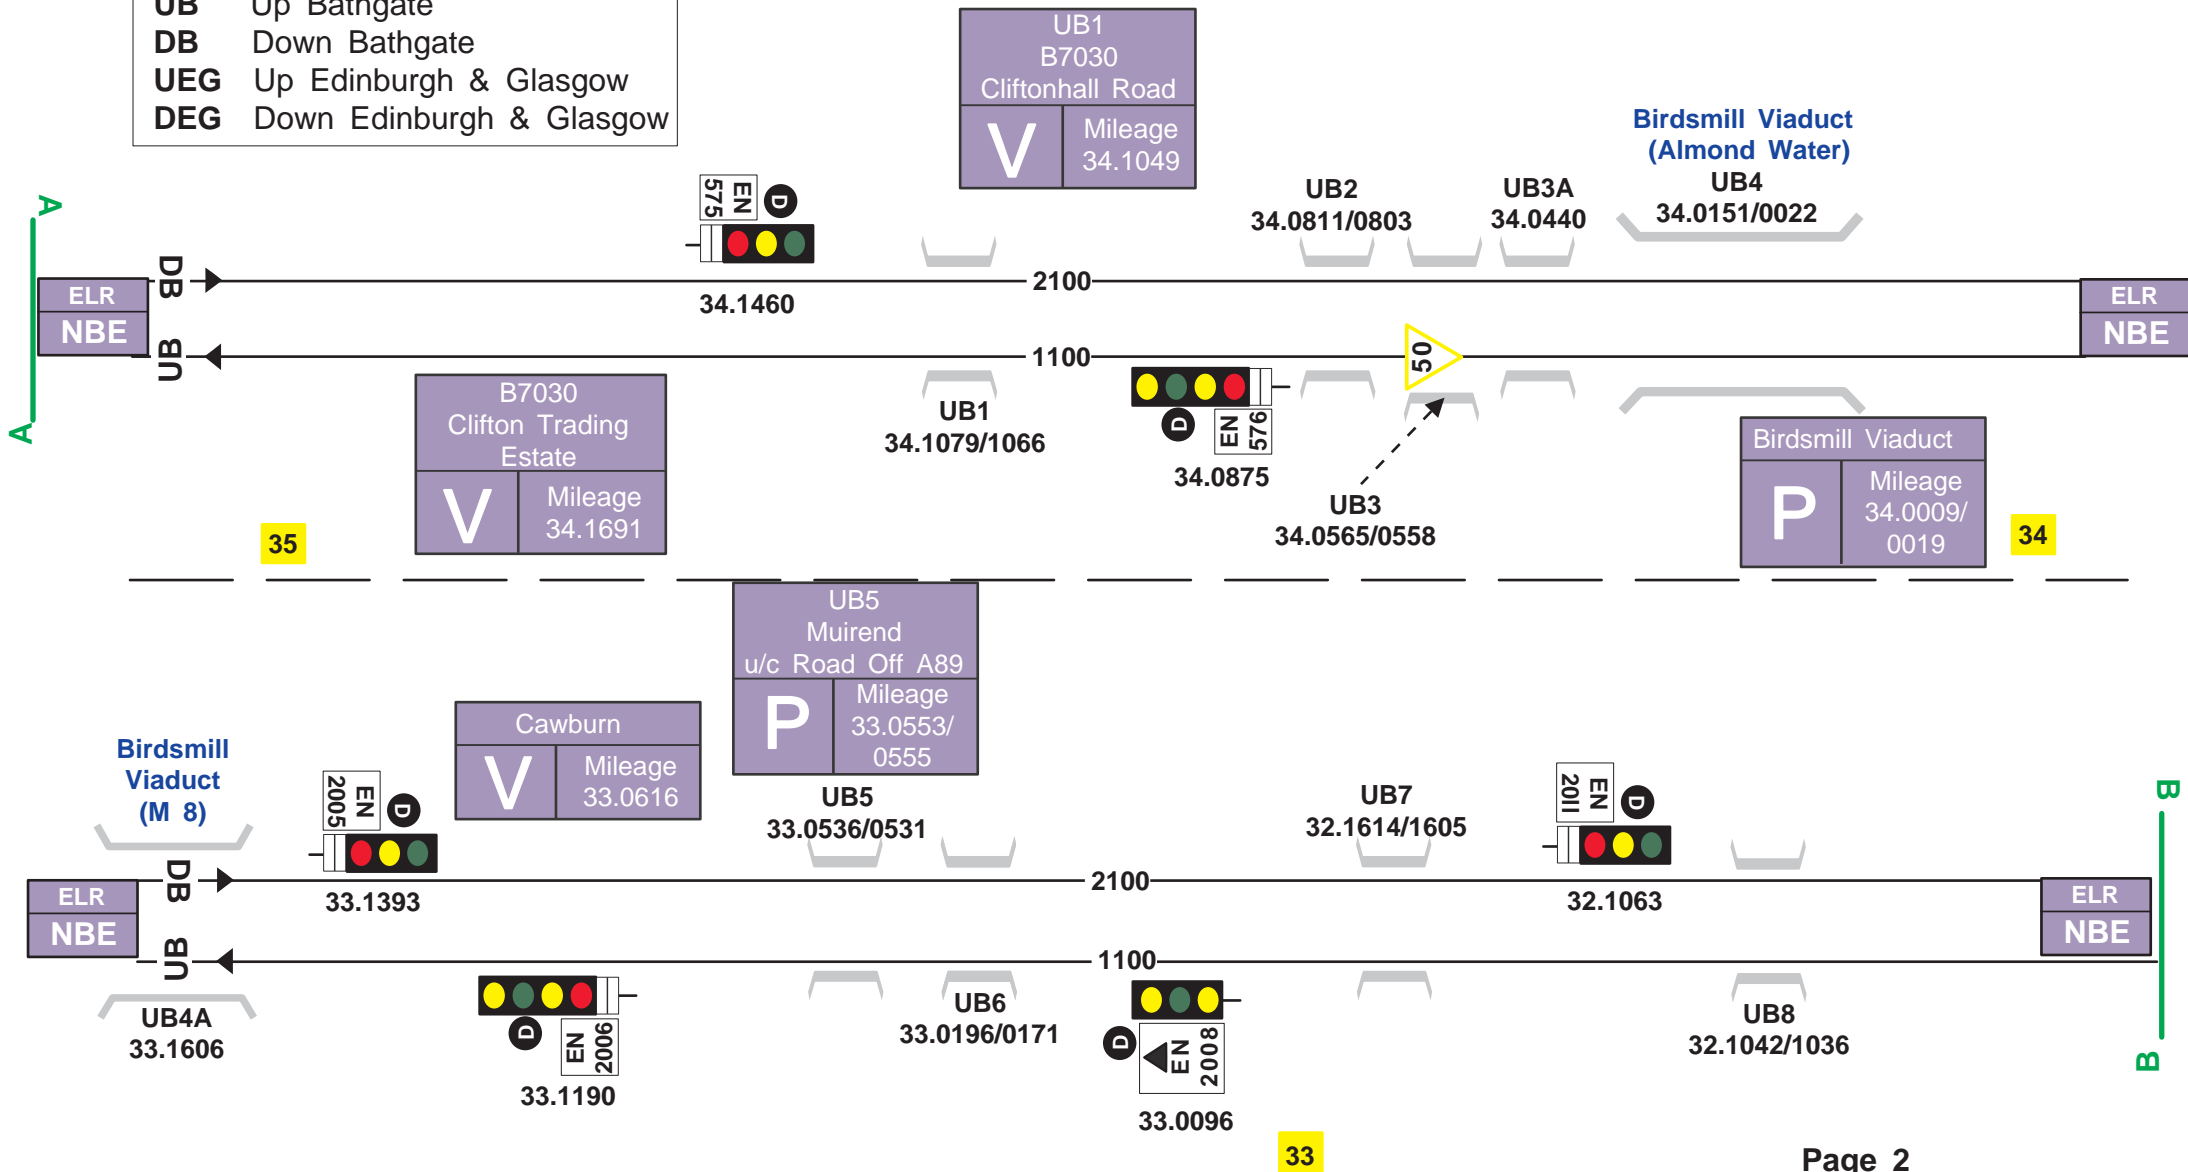 UB Up Bathgate
DB Down Bathgate
UEG Up Edinburgh & Glasgow
DEG Down Edinburgh & Glasgow
UB1
B7030
Cliftonhall Road
V
Mileage
34.1049
Birdsmill Viaduct
(Almond Water)
UB4
34.0151/0022
UB2
34.0811/0803
UB3A
34.0440
EN
575
D
34.1460
A
A
ELR
NBE
DB
UB
2100
1100
50
ELR
NBE
B7030
Clifton Trading
Estate
V
Mileage
34.1691
UB1
34.1079/1066
D
EN
576
34.0875
UB3
34.0565/0558
Birdsmill Viaduct
P
Mileage
34.0009/
0019
35
34
UB5
Muirend
u/c Road Off A89
P
Mileage
33.0553/
0555
Cawburn
V
Mileage
33.0616
Birdsmill
Viaduct
(M 8)
EN
2005
D
33.1393
UB5
33.0536/0531
UB7
32.1614/1605
EN
2011
D
32.1063
B
B
ELR
NBE
DB
UB
2100
1100
ELR
NBE
UB4A
33.1606
D
EN
2006
33.1190
UB6
33.0196/0171
D
EN
2008
33.0096
UB8
32.1042/1036
33
Page 2